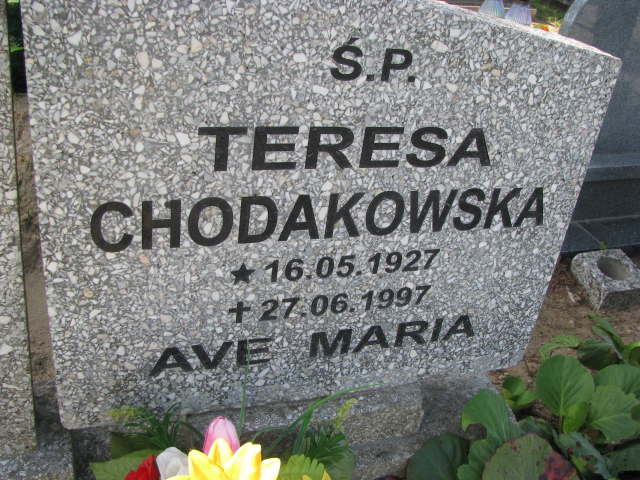 Ś.P.
TERESA
CHODAKOWSKA
★ 16.05.1927
✝ 27.06.1997
AVE MARIA